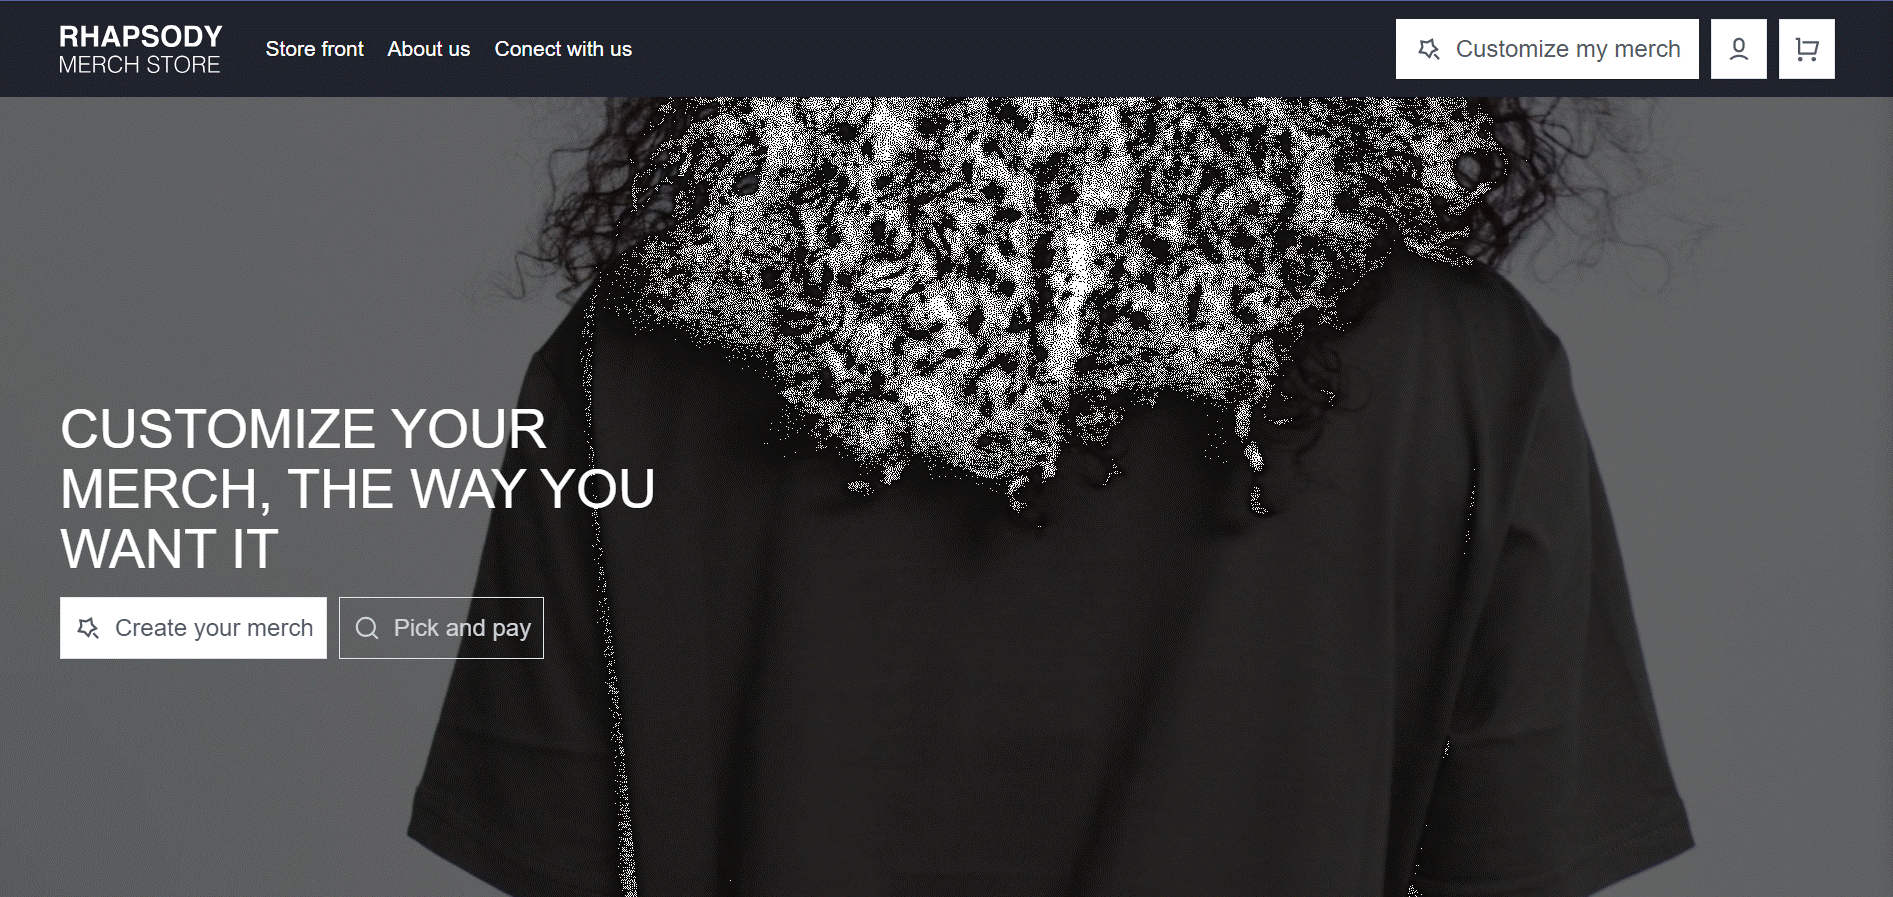 RHAPSODY
MERCH STORE
Store front
About us
Conect with us
Customize my merch
CUSTOMIZE YOUR
MERCH, THE WAY YOU
WANT IT
Create your merch
Pick and pay